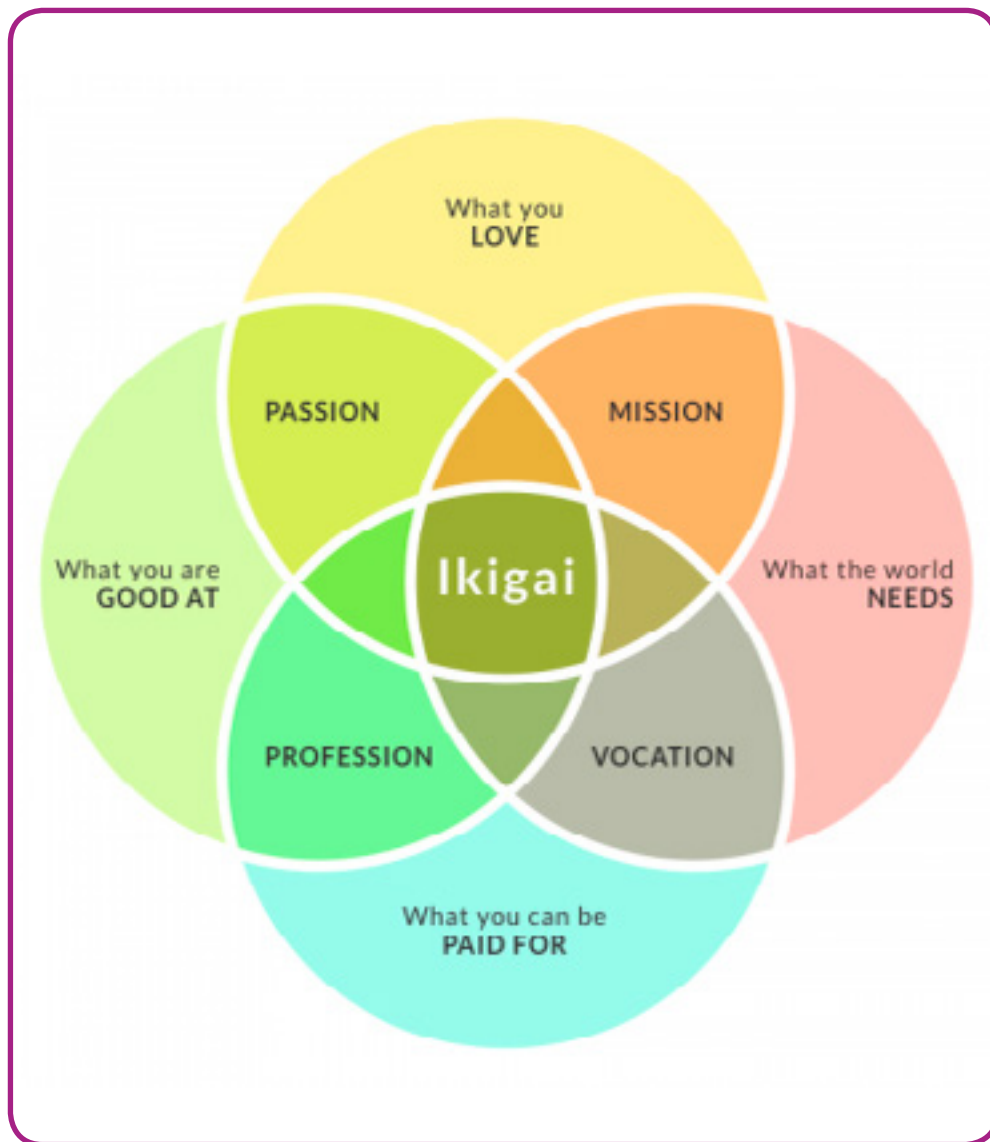 What you
LOVE
PASSION
MISSION
What you are
GOOD AT
Ikigai
What the world
NEEDS
PROFESSION
VOCATION
What you can be
PAID FOR